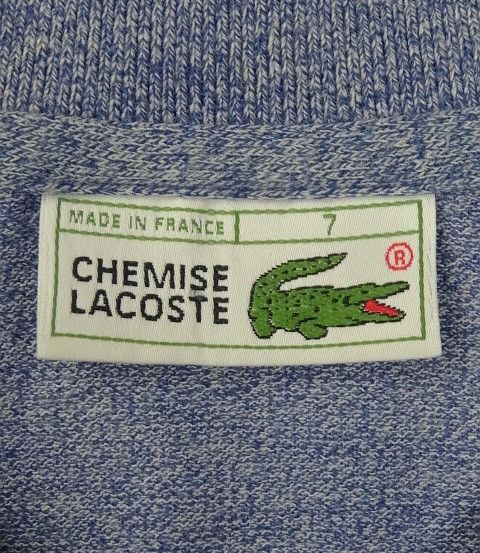 MADE IN FRANCE 7
CHEMISE
LACOSTE
®